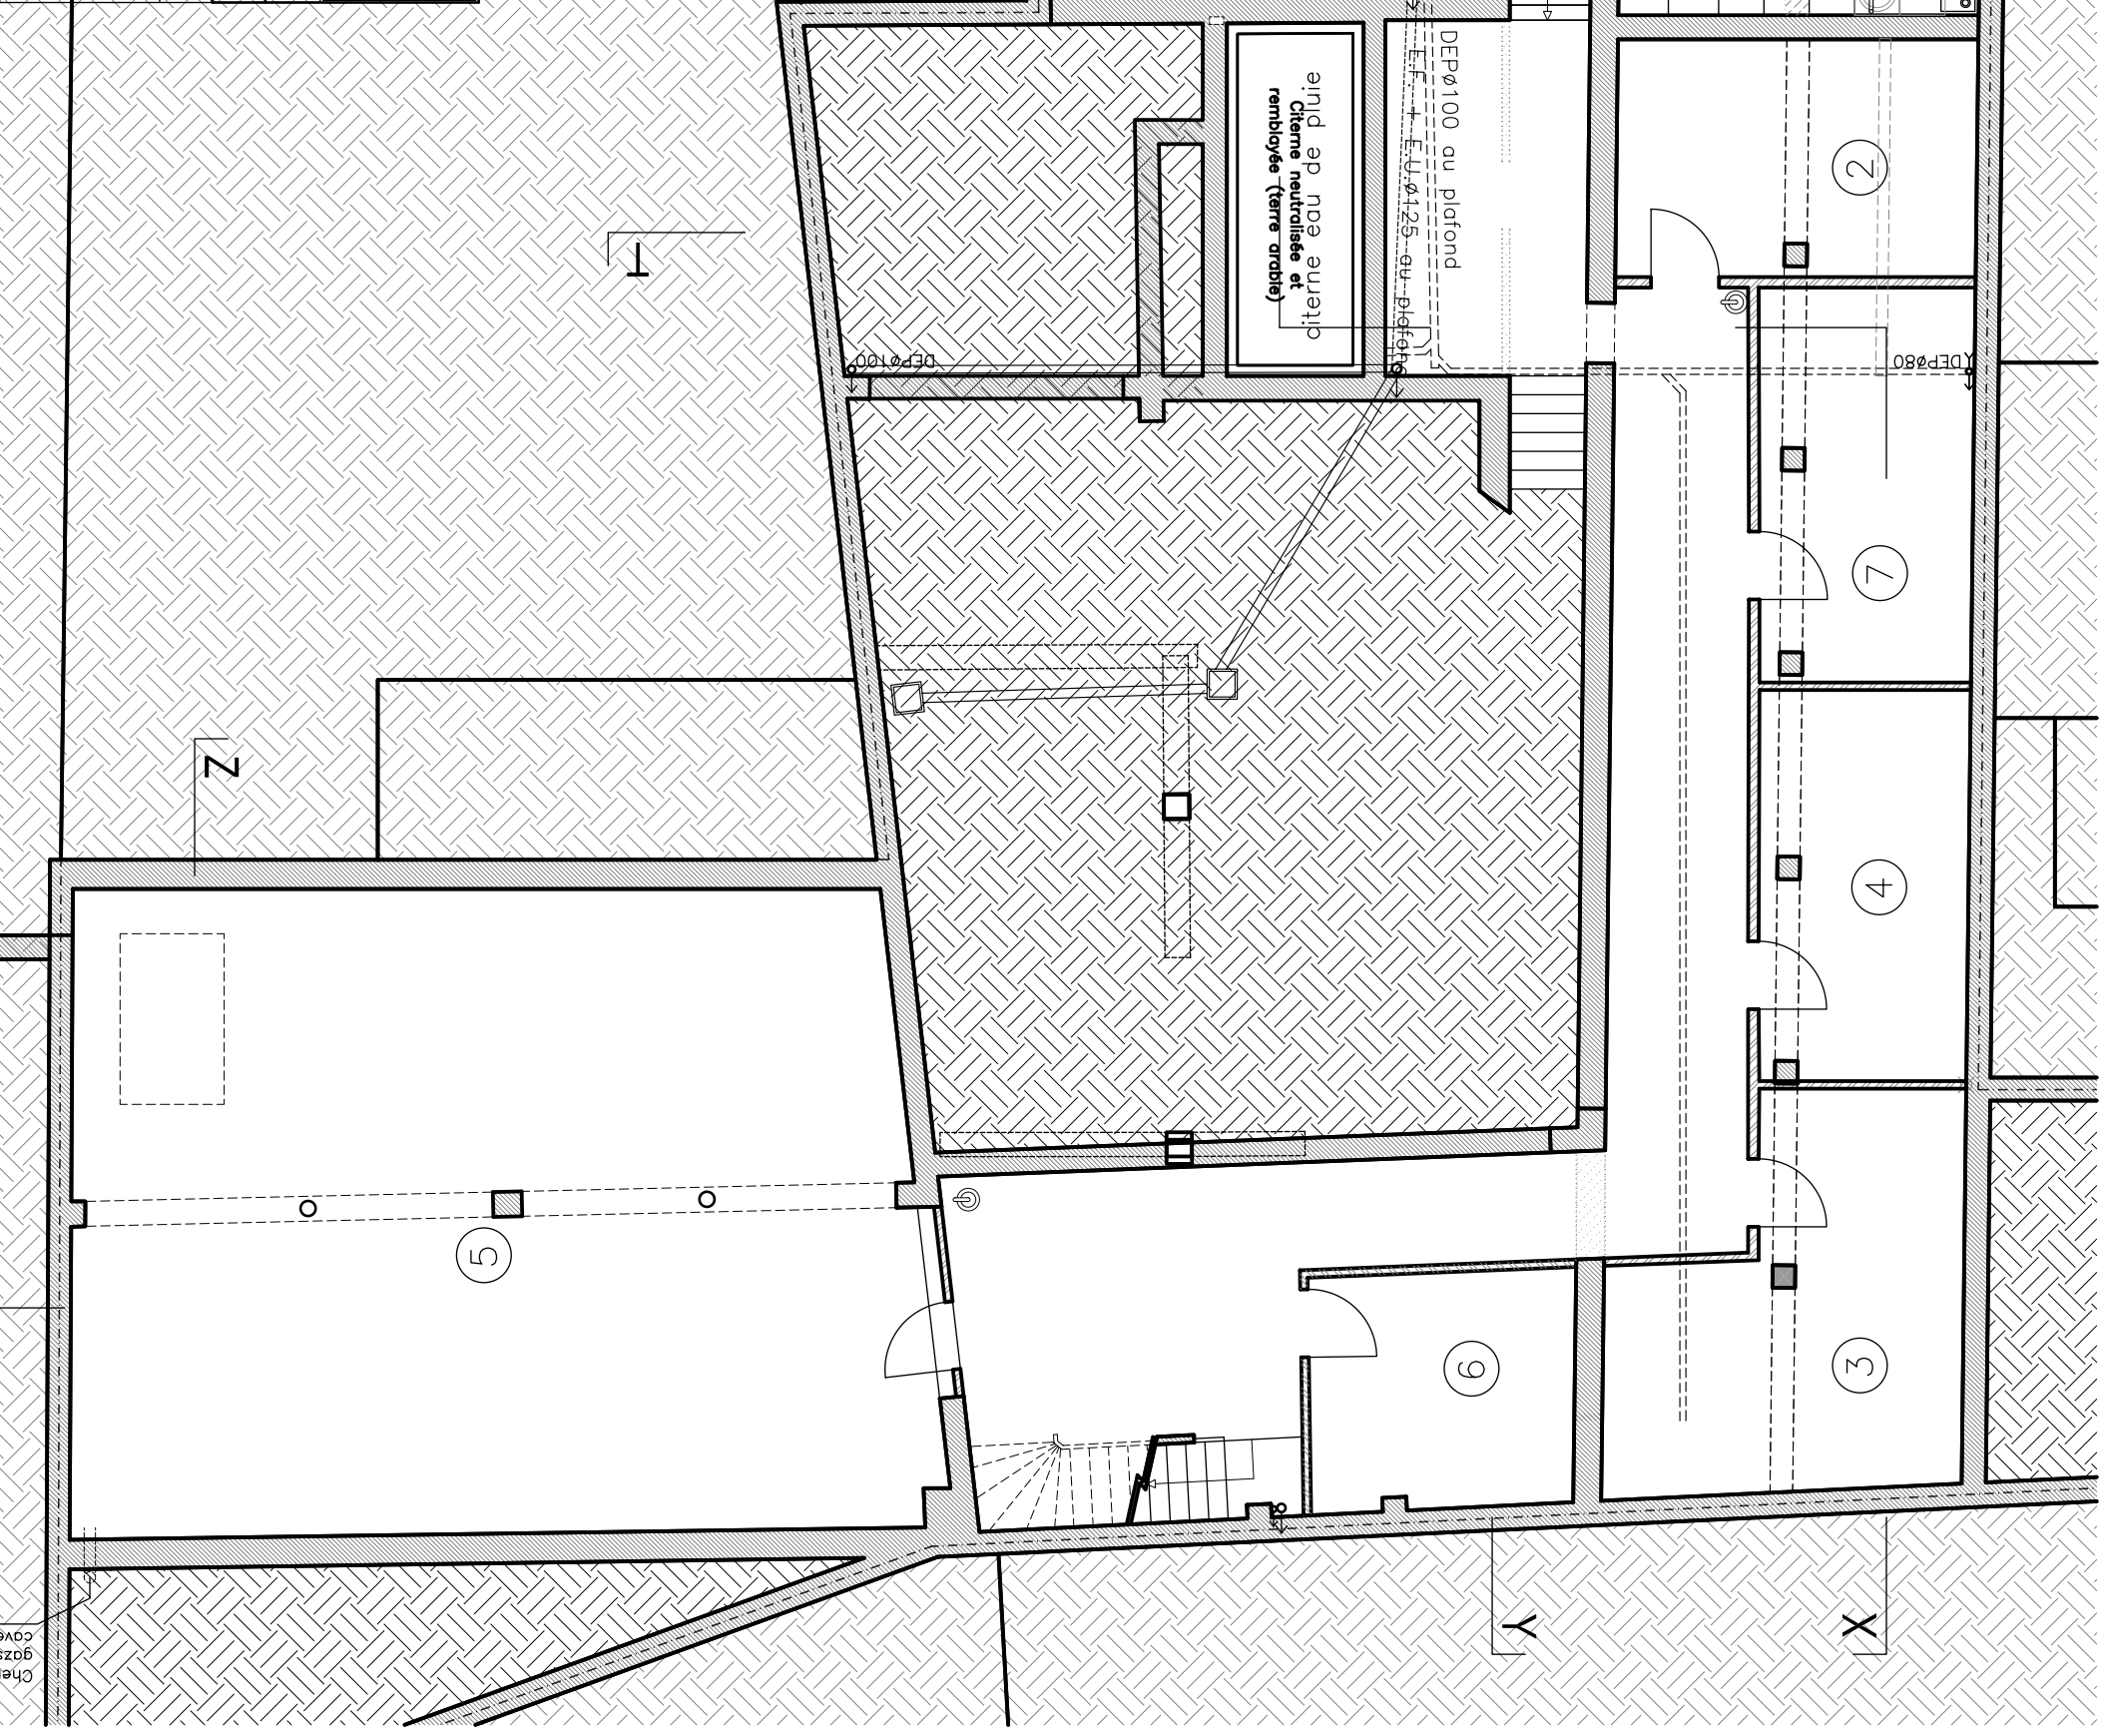 citerne eau de pluie
Citerne neutralisée et
remblayée (terre arable)
DEPø100 au plafond
E.F. + E.U.ø125 au plafond
DEPø100
DEPø80
T
Z
Y
X
2
7
4
3
6
5
gazs